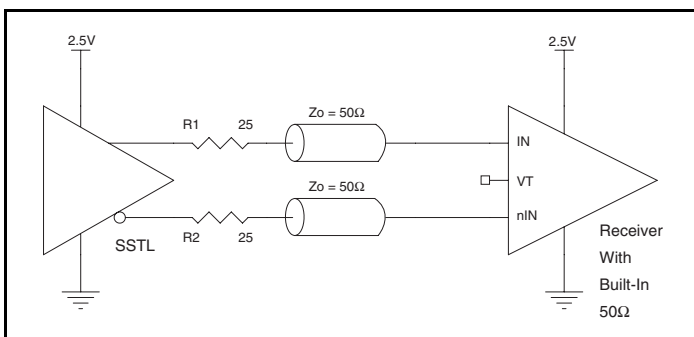 2.5V
2.5V
R1 25
Zo = 50Ω
IN
Zo = 50Ω
VT
R2 25
nIN
SSTL
Receiver
With
Built-In
50Ω